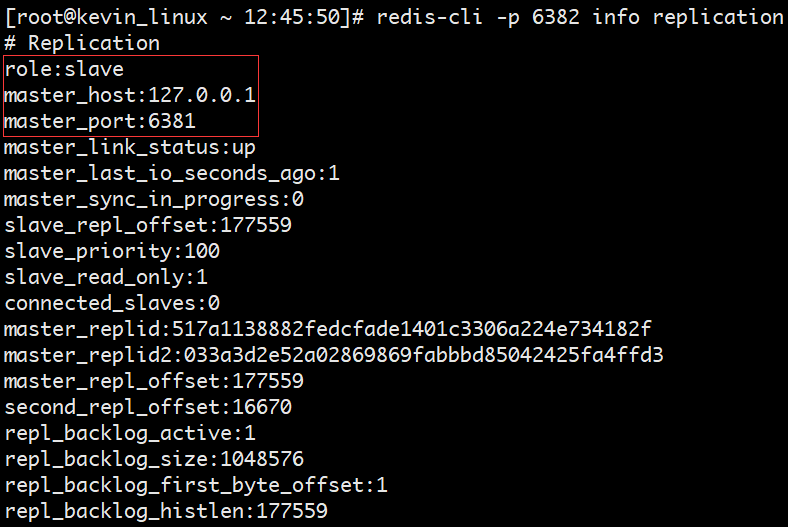 [root@kevin_linux ~ 12:45:50]# redis-cli -p 6382 info replication
# Replication
role:slave
master_host:127.0.0.1
master_port:6381
master_link_status:up
master_last_io_seconds_ago:1
master_sync_in_progress:0
slave_repl_offset:177559
slave_priority:100
slave_read_only:1
connected_slaves:0
master_replid:517a1138882fedcfade1401c3306a224e734182f
master_replid2:033a3d2e52a02869869fabbbd85042425fa4ffd3
master_repl_offset:177559
second_repl_offset:16670
repl_backlog_active:1
repl_backlog_size:1048576
repl_backlog_first_byte_offset:1
repl_backlog_histlen:177559